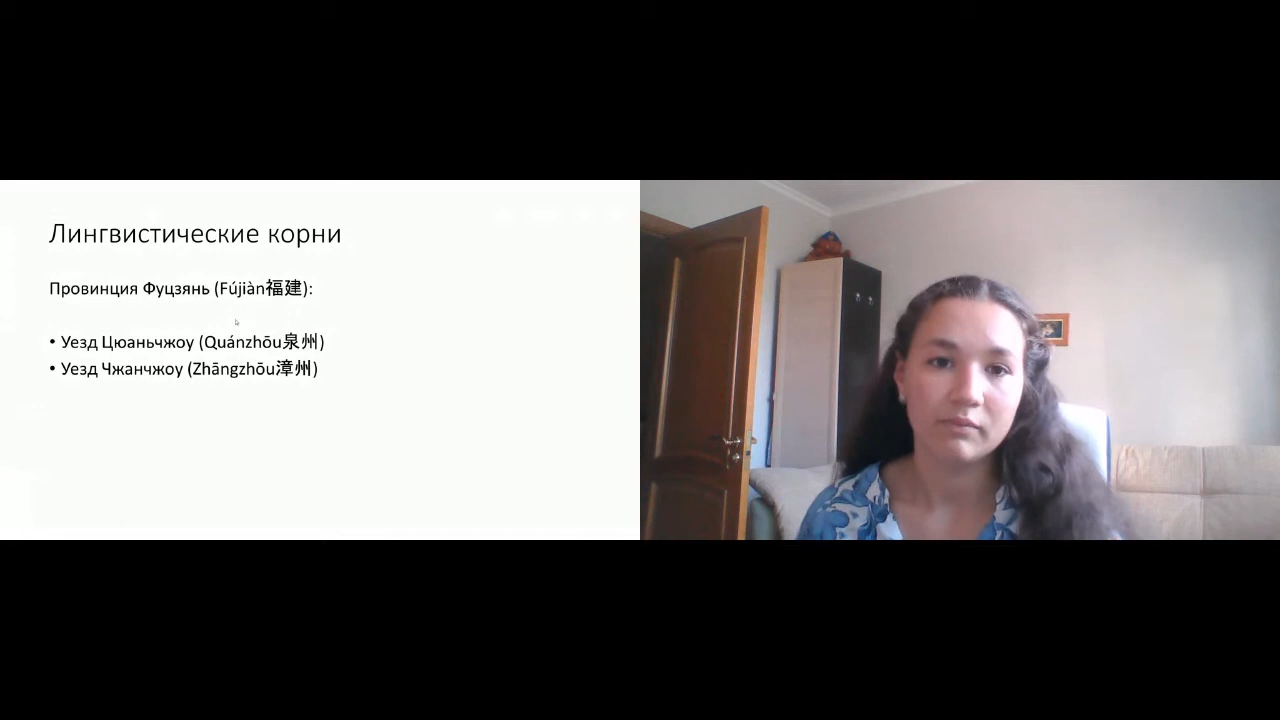 Лингвистические корни
Провинция Фуцзянь (Fújiàn福建):
• Уезд Цюаньчжоу (Quánzhōu泉州)
• Уезд Чжанчжоу (Zhāngzhōu漳州)